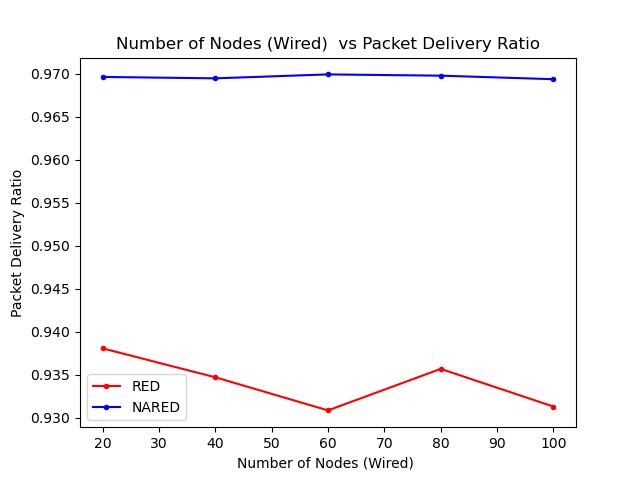 Number of Nodes (Wired)  vs Packet Delivery Ratio
0.970
0.965
0.960
0.955
0.950
0.945
0.940
0.935
0.930
Packet Delivery Ratio
RED
NARED
20 30 40 50 60 70 80 90 100
Number of Nodes (Wired)